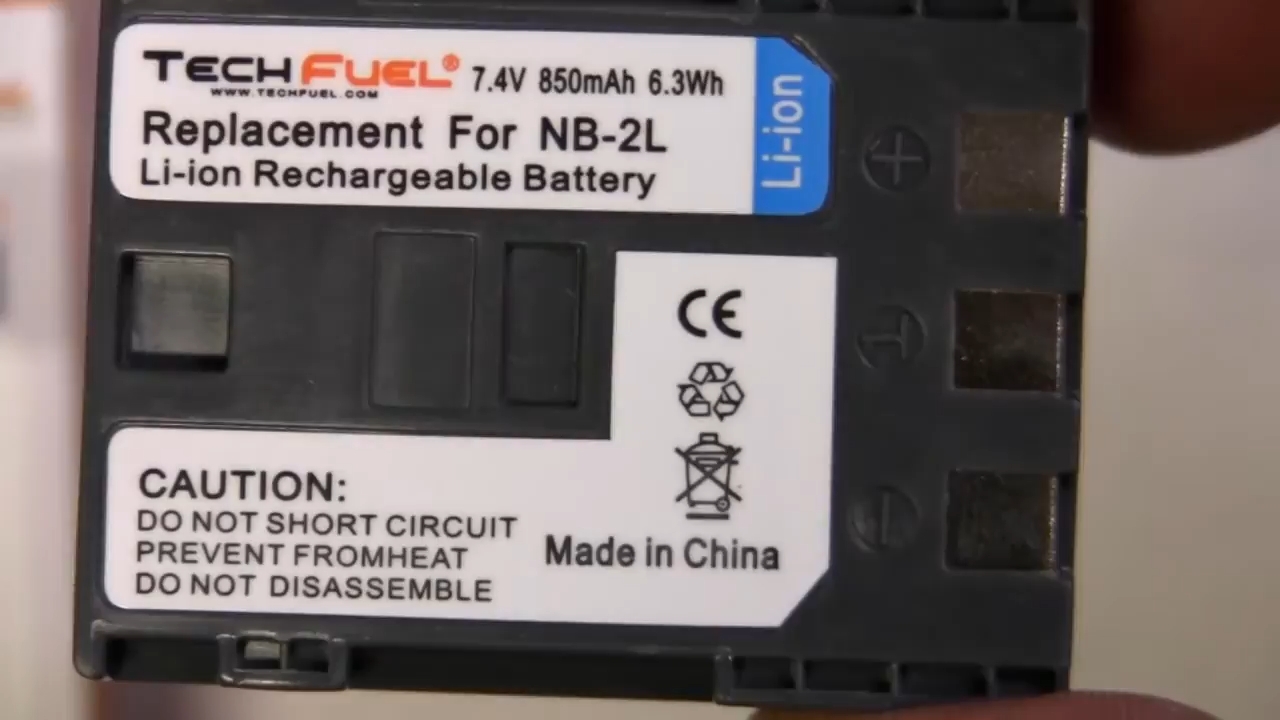 TECHFUEL® 7.4V 850mAh 6.3Wh
WWW.TECHFUEL.COM
Replacement For NB-2L
Li-ion Rechargeable Battery
Li-ion
+
T
-
CE
CAUTION:
DO NOT SHORT CIRCUIT
PREVENT FROMHEAT
DO NOT DISASSEMBLE
Made in China